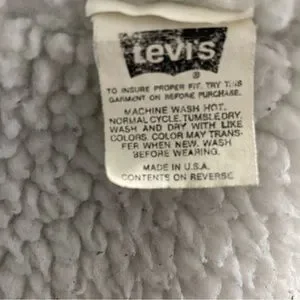 Levi's
®
TO INSURE PROPER FIT, TRY THIS
GARMENT ON BEFORE PURCHASE.
MACHINE WASH HOT.
NORMAL CYCLE. TUMBLE DRY.
WASH AND DRY WITH LIKE
COLORS. COLOR MAY TRANS-
FER WHEN NEW. WASH
BEFORE WEARING.
MADE IN U.S.A.
CONTENTS ON REVERSE